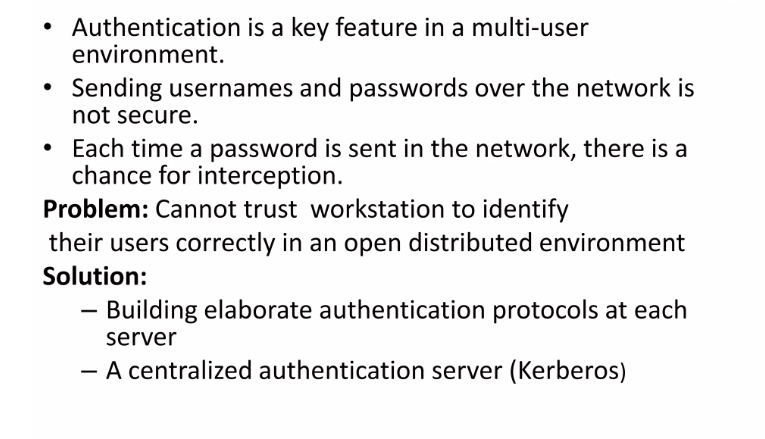 • Authentication is a key feature in a multi-user
environment.
• Sending usernames and passwords over the network is
not secure.
• Each time a password is sent in the network, there is a
chance for interception.
Problem: Cannot trust  workstation to identify
their users correctly in an open distributed environment
Solution:
– Building elaborate authentication protocols at each
server
– A centralized authentication server (Kerberos)